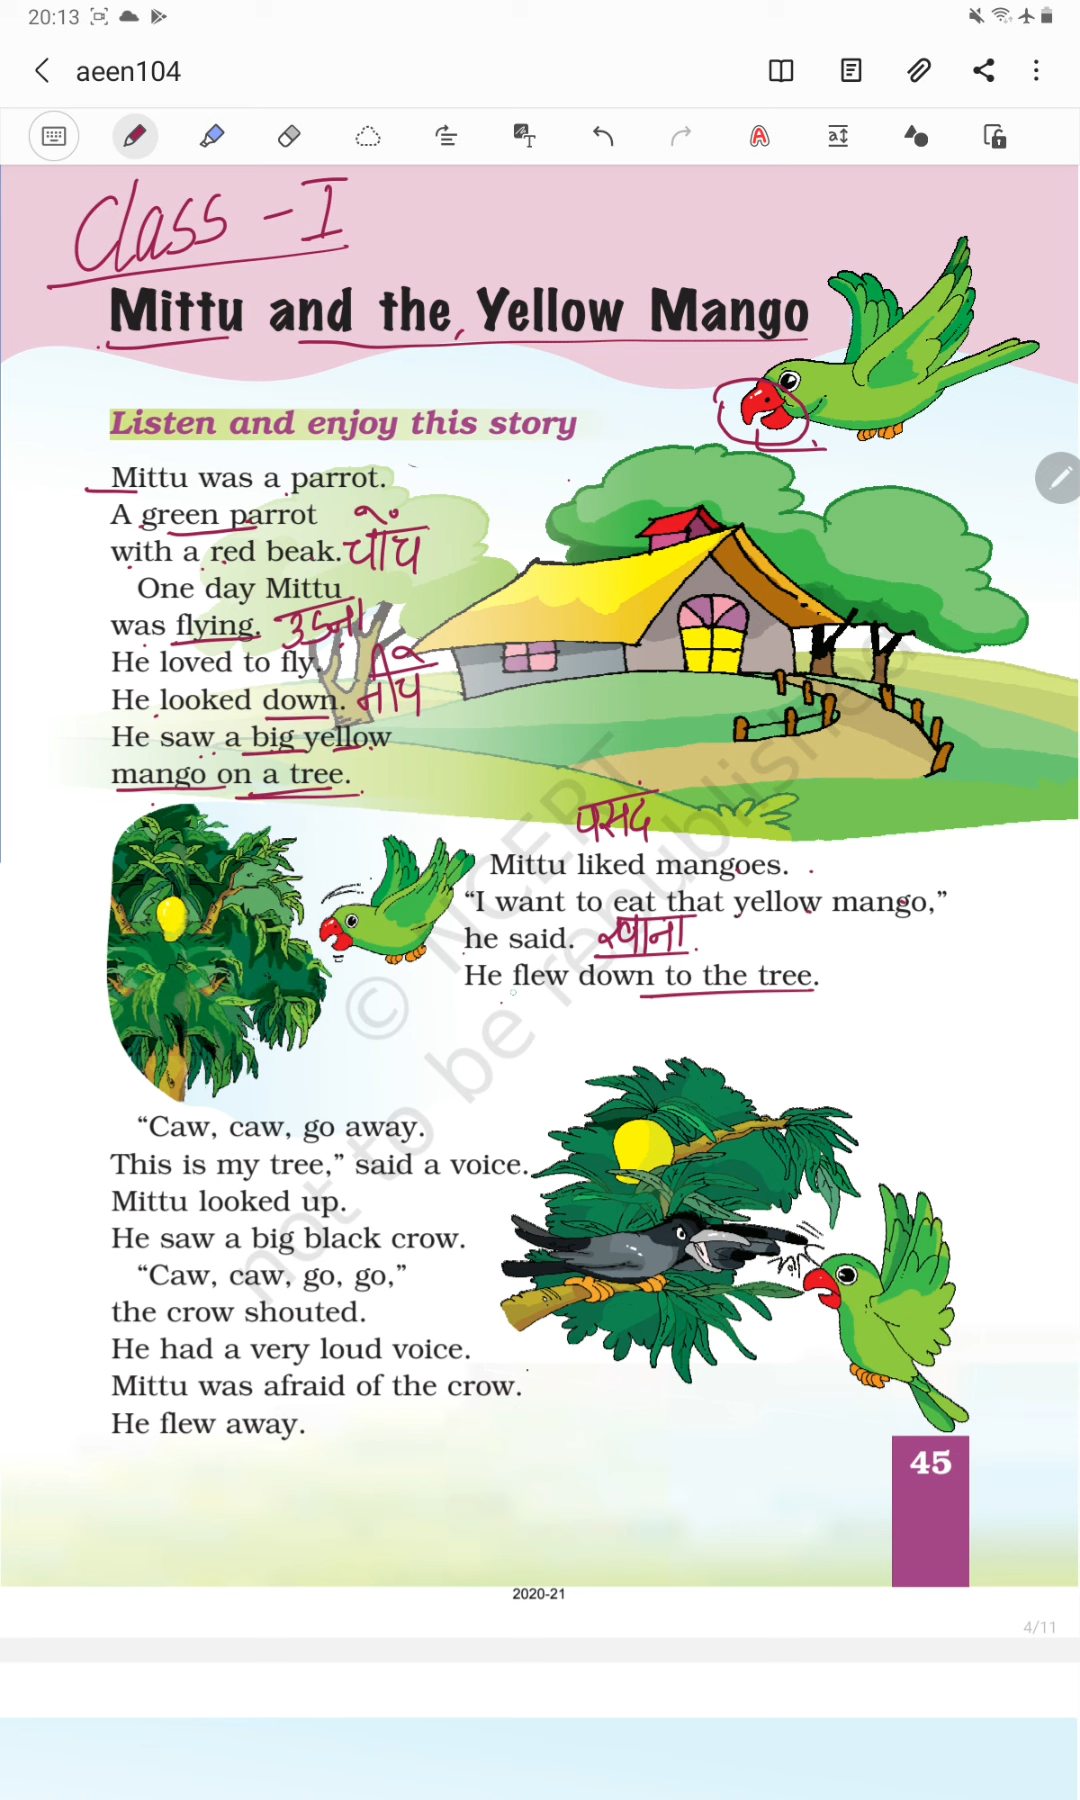 20:13
aeen104
Class - I
Mittu and the Yellow Mango
Listen and enjoy this story
Mittu was a parrot.
A green parrot
with a red beak. चोंच
One day Mittu
was flying. उड़ना
He loved to fly.
He looked down. नीचे
He saw a big yellow
mango on a tree.
पसंद
Mittu liked mangoes.
“I want to eat that yellow mango,”
he said. खाना
He flew down to the tree.
“Caw, caw, go away.
This is my tree,” said a voice.
Mittu looked up.
He saw a big black crow.
“Caw, caw, go, go,”
the crow shouted.
He had a very loud voice.
Mittu was afraid of the crow.
He flew away.
© NCERT
not to be republished
45
2020-21
4/11